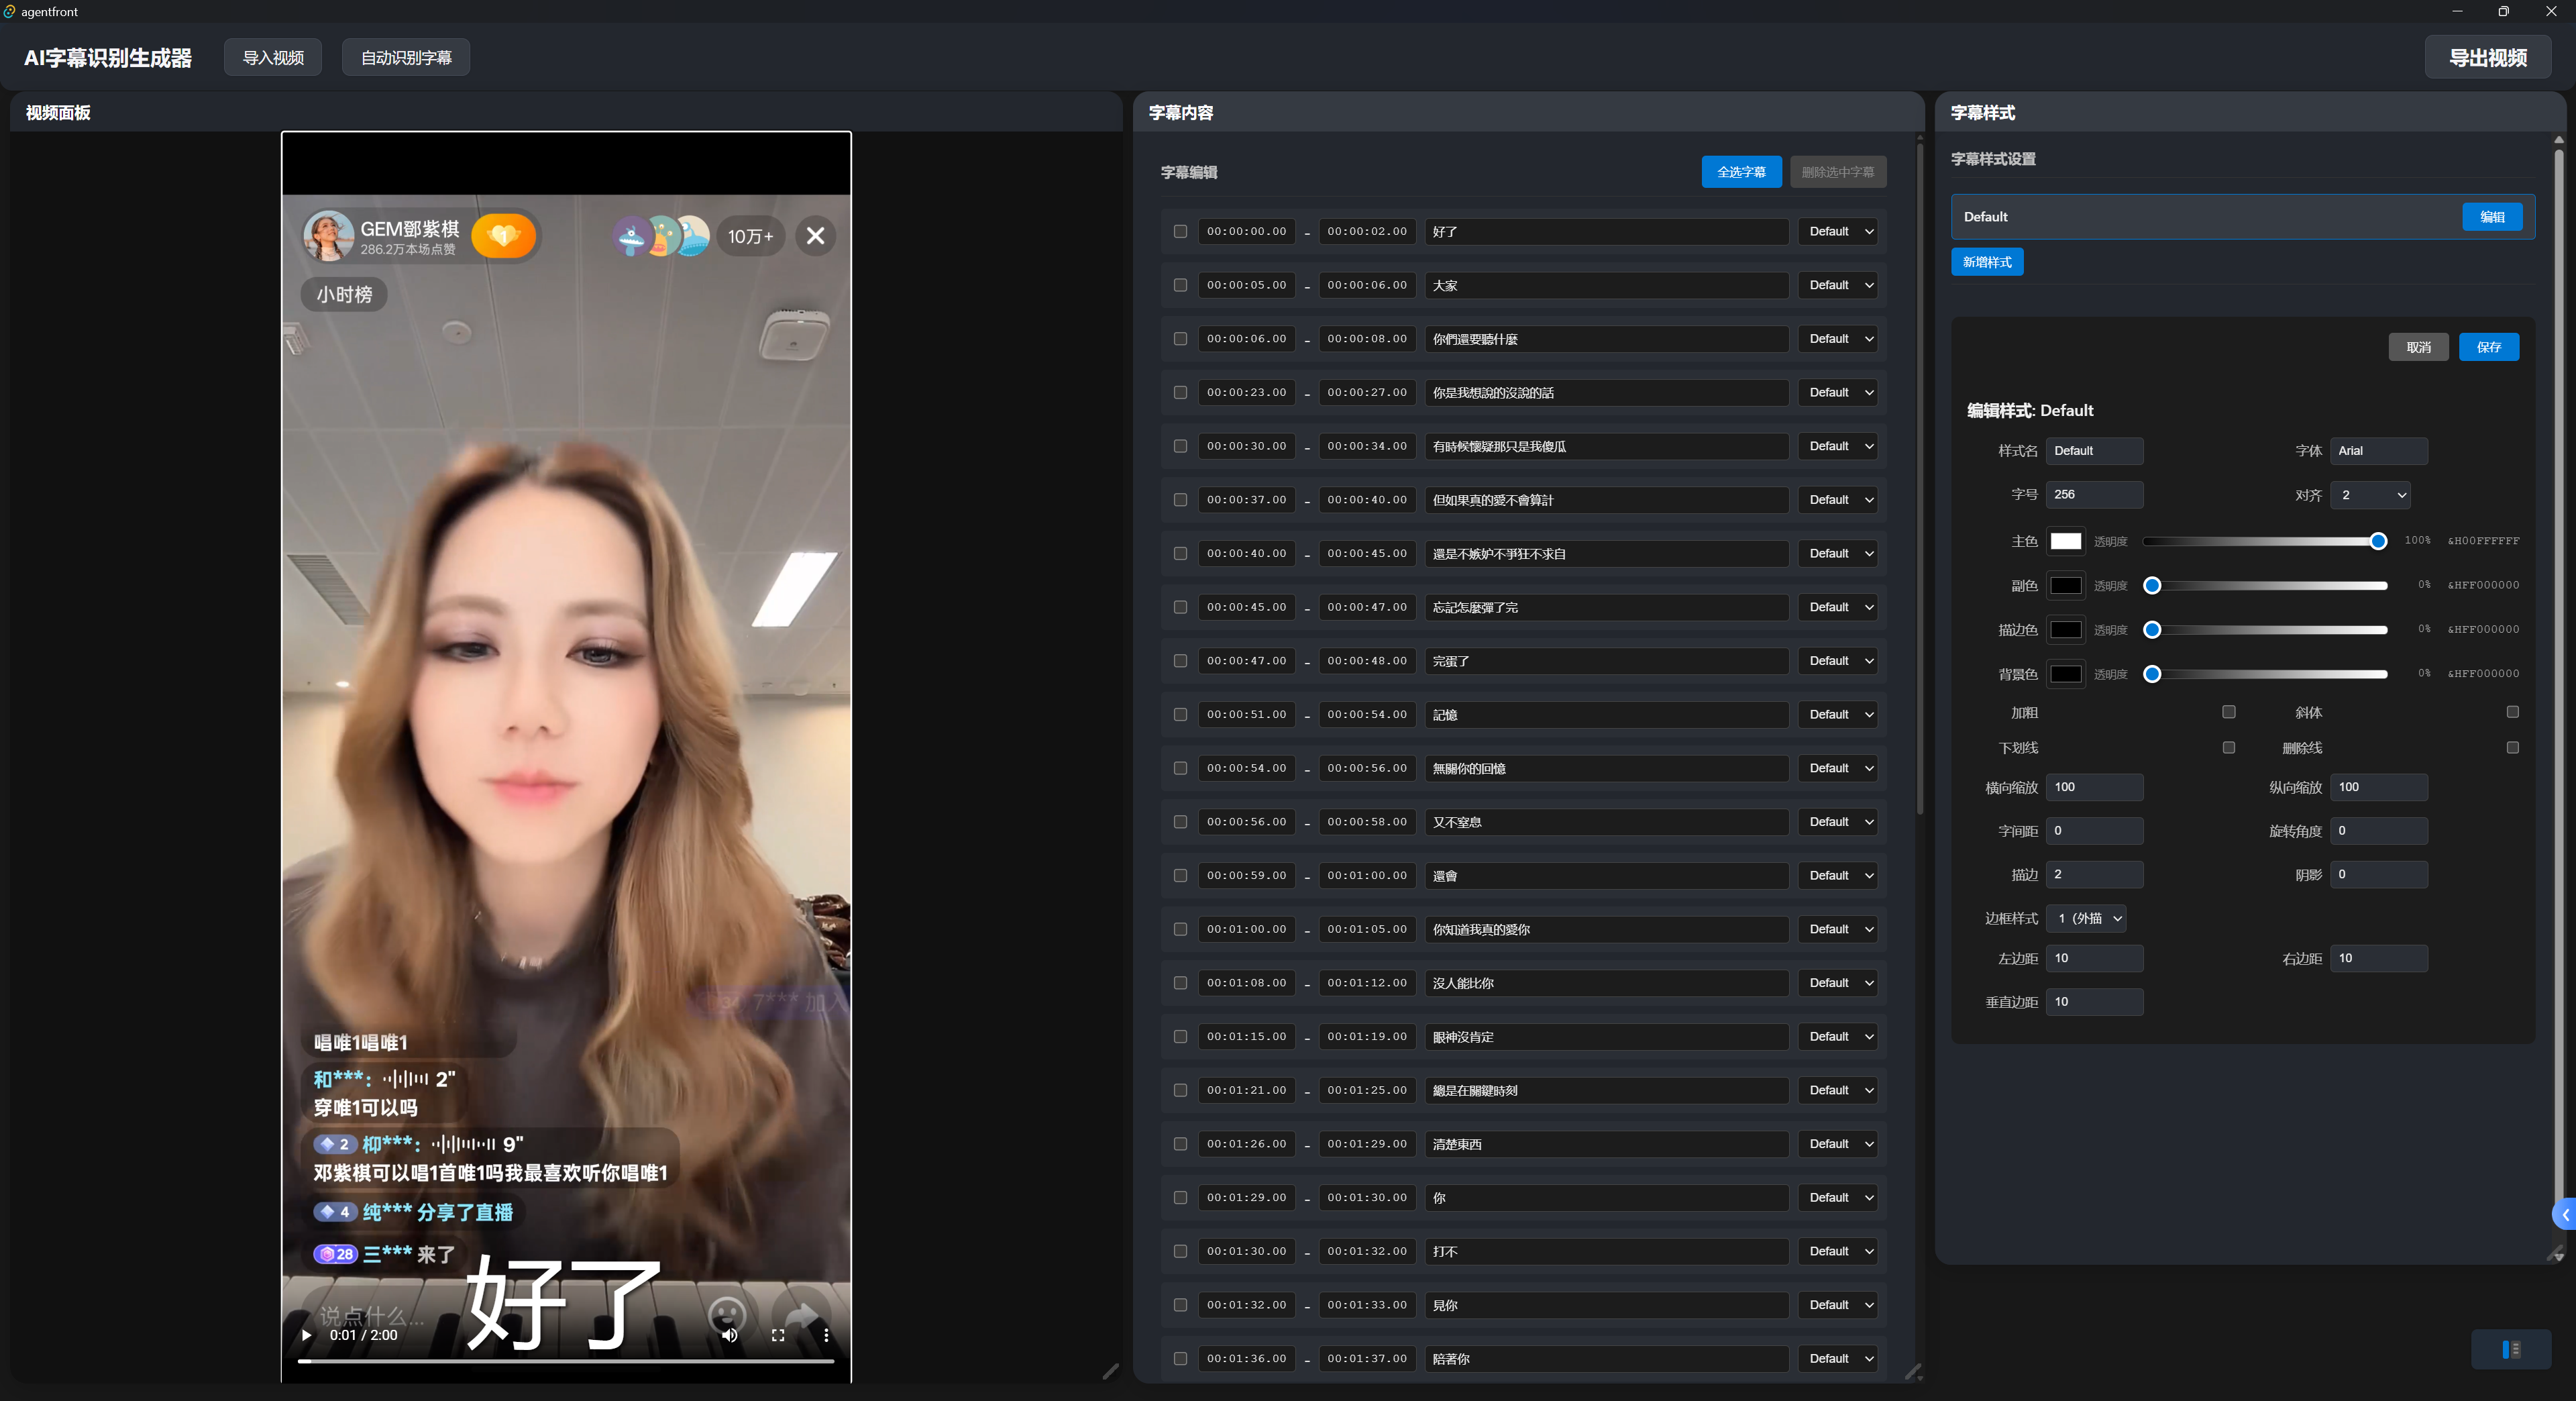 agentfront
AI字幕识别生成器
导入视频
自动识别字幕
导出视频
视频面板
GEM鄧紫棋
286.2万本场点赞
1
10万+
小时榜
7*** 加入
唱唯1唱唯1
和***： 2"
穿唯1可以吗
2 柳***： 9"
邓紫棋可以唱1首唯1吗我最喜欢听你唱唯1
4 纯*** 分享了直播
28 三*** 来了
好了
说点什么...
0:01 / 2:00
字幕内容
字幕编辑
全选字幕
删除选中字幕
00:00:00.00 - 00:00:02.00 好了 Default
00:00:05.00 - 00:00:06.00 大家 Default
00:00:06.00 - 00:00:08.00 你們還要聽什麼 Default
00:00:23.00 - 00:00:27.00 你是我想說的沒說的話 Default
00:00:30.00 - 00:00:34.00 有時候懷疑那只是我傻瓜 Default
00:00:37.00 - 00:00:40.00 但如果真的愛不會算計 Default
00:00:40.00 - 00:00:45.00 還是不嫉妒不爭狂不求自 Default
00:00:45.00 - 00:00:47.00 忘記怎麼彈了完 Default
00:00:47.00 - 00:00:48.00 完蛋了 Default
00:00:51.00 - 00:00:54.00 記憶 Default
00:00:54.00 - 00:00:56.00 無關你的回憶 Default
00:00:56.00 - 00:00:58.00 又不窒息 Default
00:00:59.00 - 00:01:00.00 還會 Default
00:01:00.00 - 00:01:05.00 你知道我真的愛你 Default
00:01:08.00 - 00:01:12.00 沒人能比你 Default
00:01:15.00 - 00:01:19.00 眼神沒肯定 Default
00:01:21.00 - 00:01:25.00 總是在關鍵時刻 Default
00:01:26.00 - 00:01:29.00 清楚東西 Default
00:01:29.00 - 00:01:30.00 你 Default
00:01:30.00 - 00:01:32.00 打不 Default
00:01:32.00 - 00:01:33.00 見你 Default
00:01:36.00 - 00:01:37.00 陪著你 Default
字幕样式
字幕样式设置
Default
编辑
新增样式
取消
保存
编辑样式: Default
样式名 Default 字体 Arial
字号 256 对齐 2
主色 透明度 100% &H00FFFFFF
副色 透明度 0% &HFF000000
描边色 透明度 0% &HFF000000
背景色 透明度 0% &HFF000000
加粗 斜体
下划线 删除线
横向缩放 100 纵向缩放 100
字间距 0 旋转角度 0
描边 2 阴影 0
边框样式 1（外描
左边距 10 右边距 10
垂直边距 10